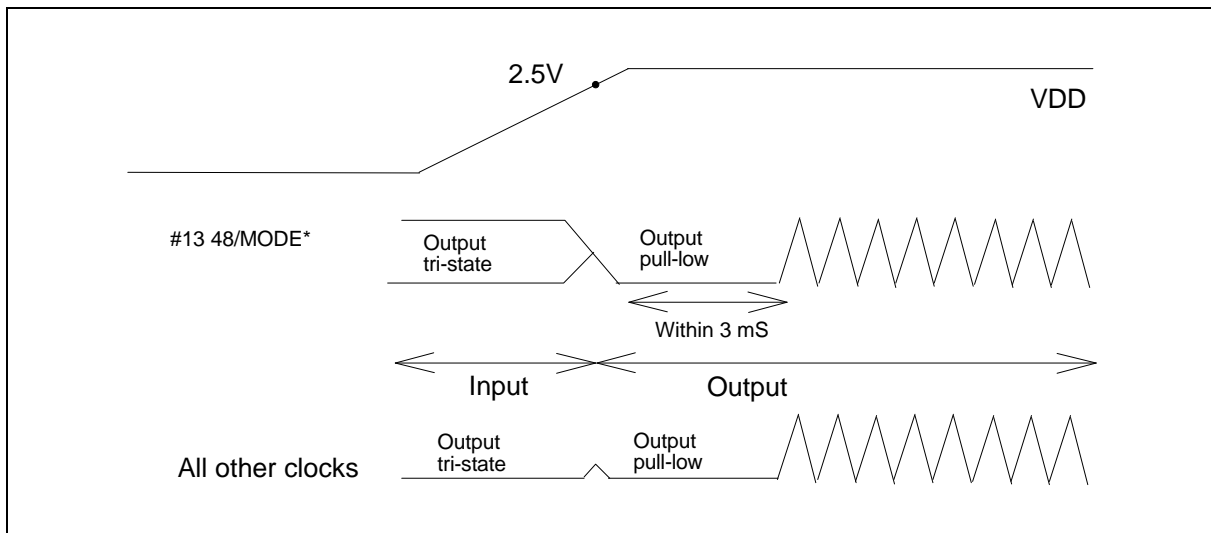 2.5V
VDD
#13 48/MODE*
Output
tri-state
Output
pull-low
Within 3 mS
Input
Output
All other clocks
Output
tri-state
Output
pull-low